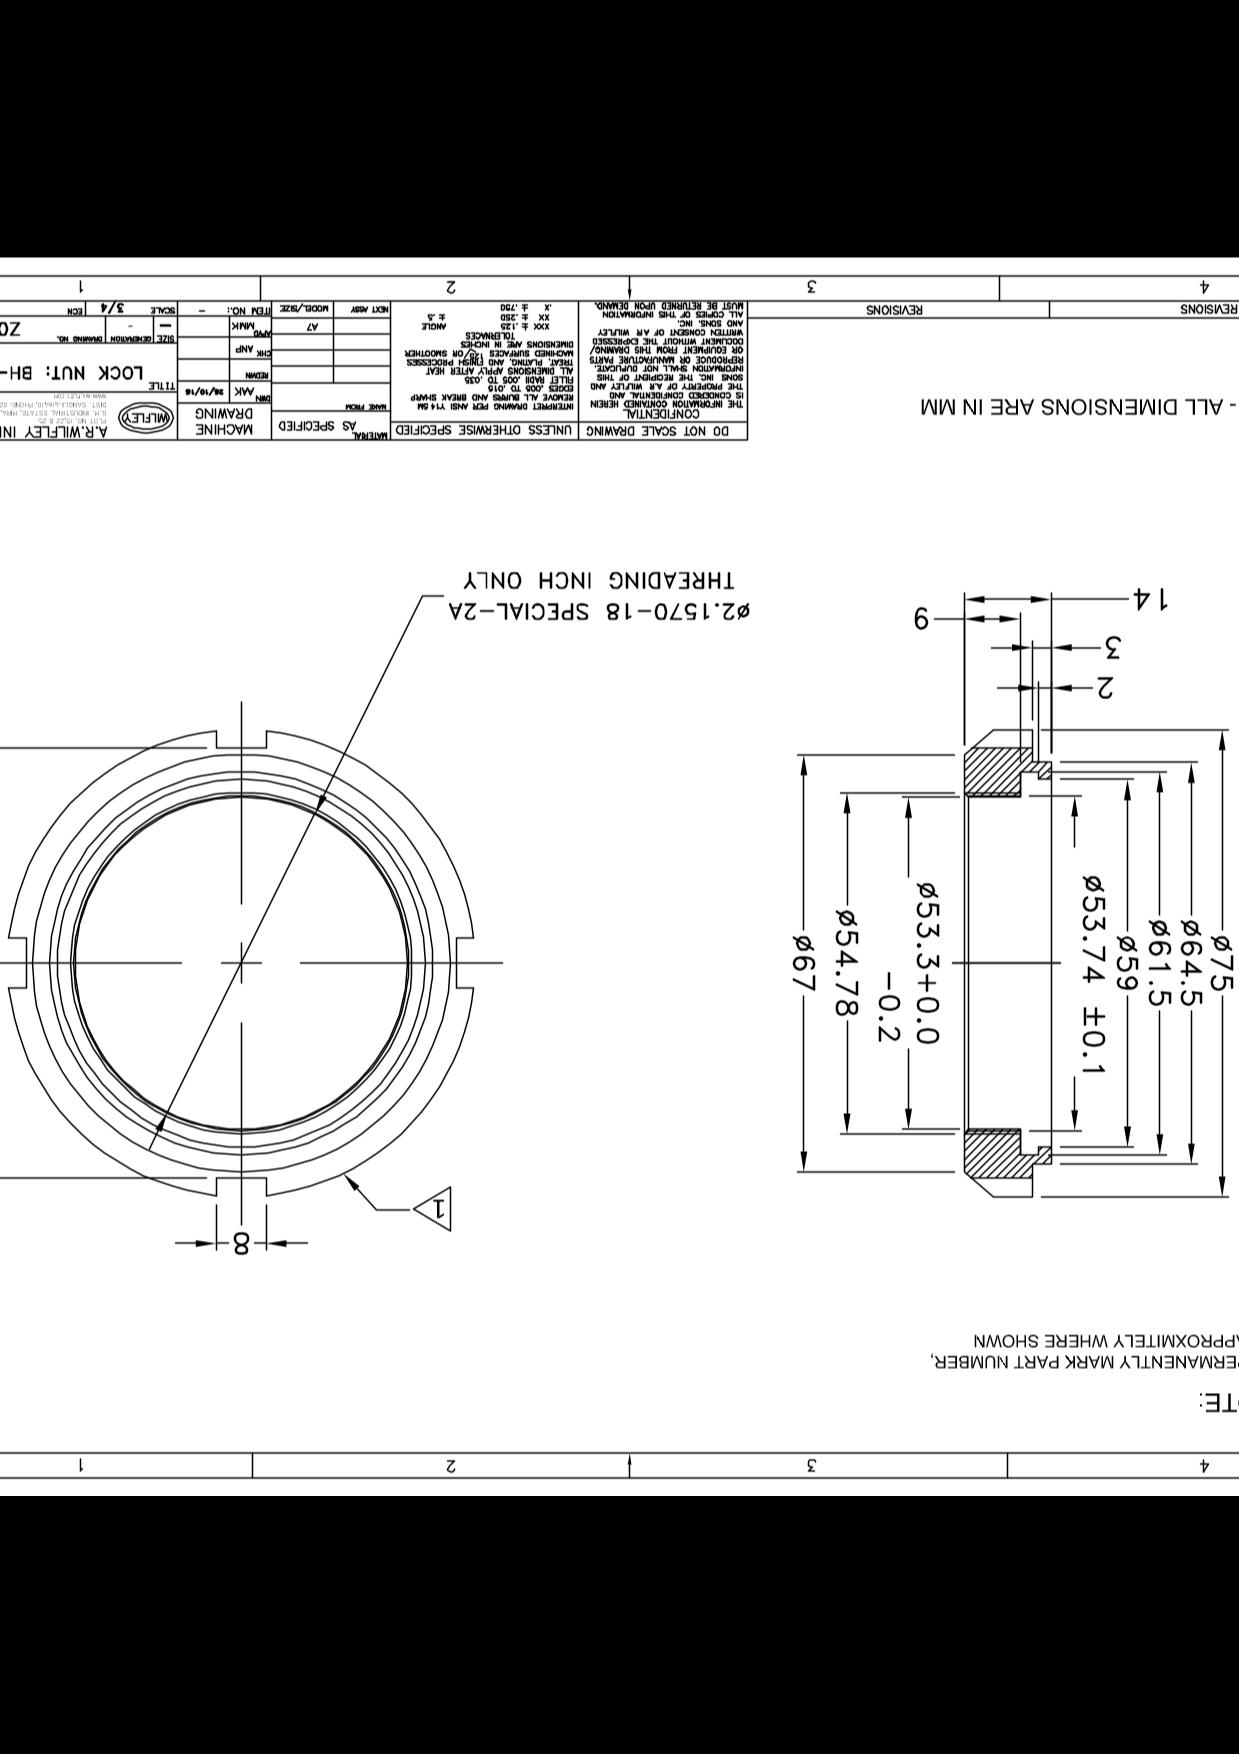 4
3
2
1
OTE:
PERMANENTLY MARK PART NUMBER,
APPROXMITELY WHERE SHOWN
ø75
ø64.5
ø61.5
ø59
ø53.74 ±0.1
ø53.3+0.0
-0.2
ø54.78
ø67
2
3
9
14
8
1
ø2.1570-18 SPECIAL-2A
THREADING INCH ONLY
- ALL DIMENSIONS ARE IN MM
REVISIONS
REVISIONS
DO NOT SCALE DRAWING
CONFIDENTIAL
THE INFORMATION CONTAINED HEREIN
IS CONDERED CONFIDENTIAL, AND
THE PROPERTY OF AR WILFLEY AND
SONS INC. THE RECIPIENT OF THIS
INFORMATION SHALL NOT DUPLICATE,
REPRODUCE OR MANUFACTURE PARTS
OR EQUIPMENT FROM THIS DRAWING/
DOCUMENT WITHOUT THE EXPRESSED
WRITTEN CONSENT OF AR WILFLEY
AND SONS, INC.
ALL COPIES OF THIS INFORMATION
MUST BE RETURNED UPON DEMAND.
UNLESS OTHERWISE SPECIFIED
INTERPRET DRAWING PER ANSI Y14 5M
REMOVE ALL BURRS AND BREAK SHARP
EDGES .005 TO .015
FILLET RADII .005 TO .035
ALL DIMENSIONS APPLY AFTER HEAT
TREAT, PLATING, AND FINISH PROCESSES
MACHINED SURFACES 125/ OR SMOOTHER
DIMENSIONS ARE IN INCHES
TOLERNACES
XXX ± .125 ANGLE
XX ± .250 ± .5
.X ± .750
MATERIAL
AS SPECIFIED
MAKE FROM
A7
NEXT ASSY MODEL/SIZE
MACHINE
DRAWING
DWN AAK 26/10/16
REDWN
CHK ANP
APVD MMK
ITEM NO.: -
WILFLEY
A.R.WILFLEY IN
TITLE
LOCK NUT: BH-
SIZE GENERATION DRAWING NO.
- - ZO
SCALE 3/4 ECN
4
3
2
1